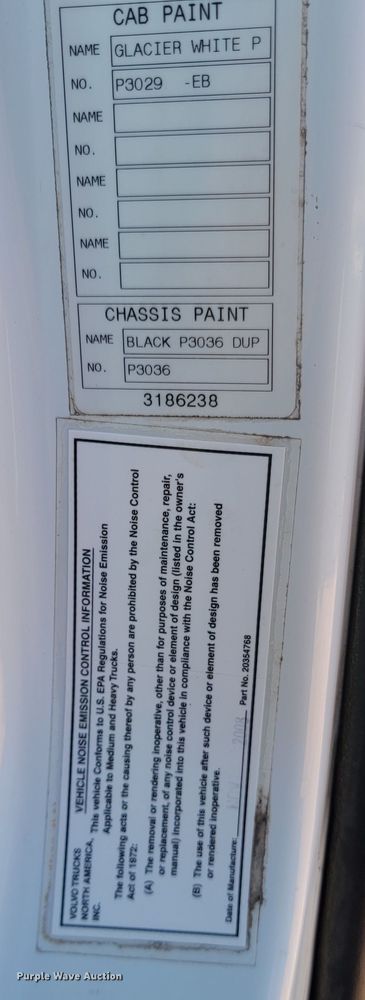 CAB PAINT
NAME GLACIER WHITE P
NO. P3029 -EB
NAME
NO.
NAME
NO.
NAME
NO.
CHASSIS PAINT
NAME BLACK P3036 DUP
NO. P3036
3186238
VOLVO TRUCKS
NORTH AMERICA,
INC.
VEHICLE NOISE EMISSION CONTROL INFORMATION
This vehicle Conforms to U.S. EPA Regulations for Noise Emission
Applicable to Medium and Heavy Trucks.
The following acts or the causing thereof by any person are prohibited by the Noise Control
Act of 1972:
(A) The removal or rendering inoperative, other than for purposes of maintenance, repair,
or replacement, of any noise control device or element of design (listed in the owner's
manual) incorporated into this vehicle in compliance with the Noise Control Act:
(B) The use of this vehicle after such device or element of design has been removed
or rendered inoperative.
Date of Manufacture: 2003 Part No. 20354768
Purple Wave Auction